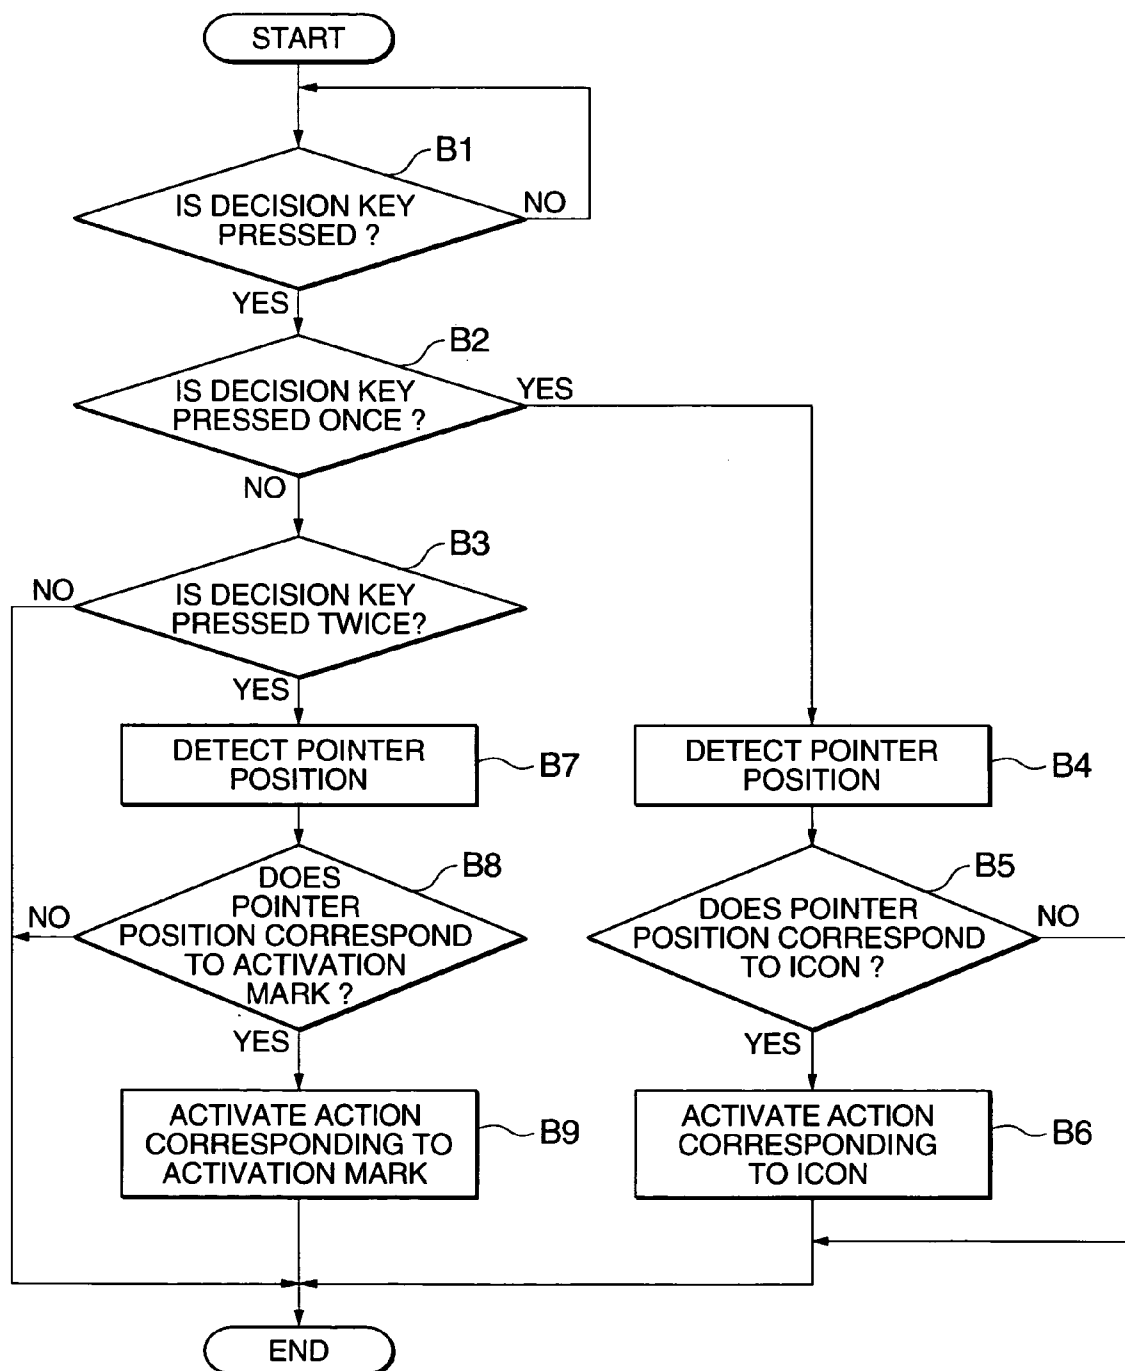 START
B1
IS DECISION KEY
PRESSED ?
NO
YES
B2
IS DECISION KEY
PRESSED ONCE ?
YES
NO
B3
NO
IS DECISION KEY
PRESSED TWICE?
YES
DETECT POINTER
POSITION
B7
DETECT POINTER
POSITION
B4
B8
DOES
POINTER
POSITION CORRESPOND
TO ACTIVATION
MARK ?
NO
YES
B5
DOES POINTER
POSITION CORRESPOND
TO ICON ?
NO
YES
ACTIVATE ACTION
CORRESPONDING TO
ACTIVATION MARK
B9
ACTIVATE ACTION
CORRESPONDING
TO ICON
B6
END